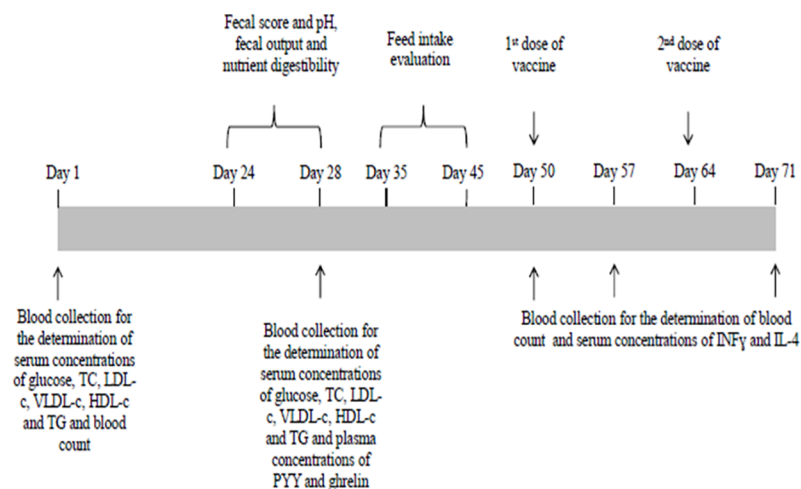 Fecal score and pH,
fecal output and
nutrient digestibility
Feed intake
evaluation
1st dose of
vaccine
2nd dose of
vaccine
Day 1
Day 24
Day 28
Day 35
Day 45
Day 50
Day 57
Day 64
Day 71
Blood collection for
the determination of
serum concentrations
of glucose, TC, LDL-
c, VLDL-c, HDL-c
and TG and blood
count
Blood collection for
the determination of
serum concentrations
of glucose, TC, LDL-
c, VLDL-c, HDL-c
and TG and plasma
concentrations of
PYY and ghrelin
Blood collection for the determination of blood
count and serum concentrations of INFγ and IL-4